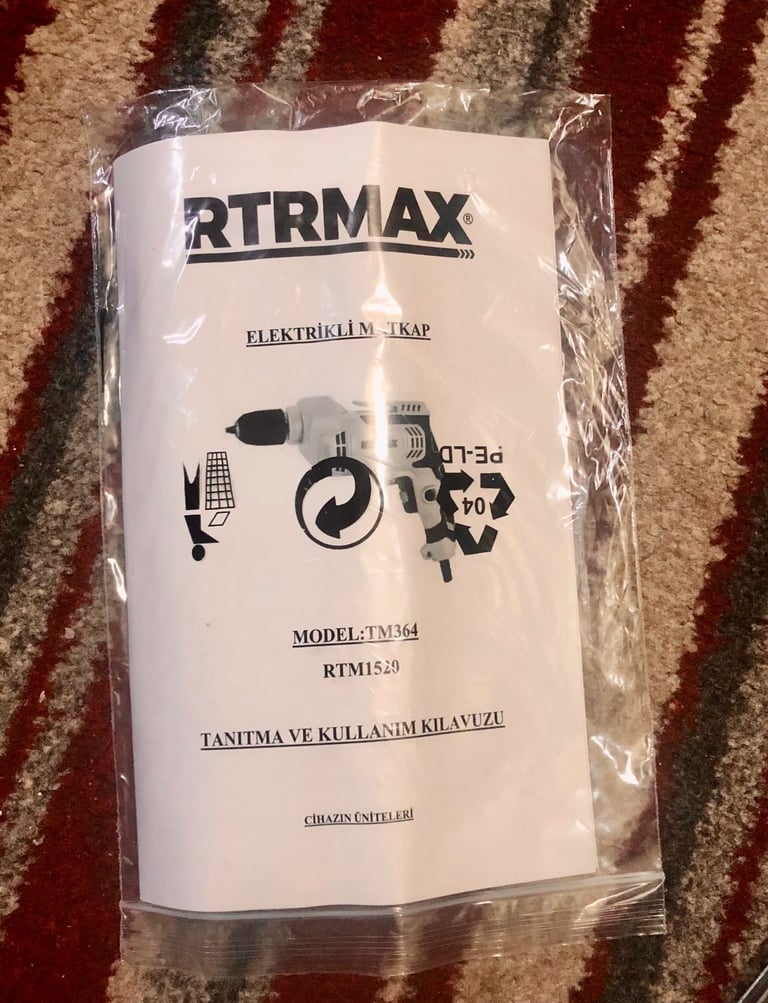 RTRMAX®
ELEKTRİKLİ
PE-LD
04
MODEL:TM364
RTM1520
TANITMA VE KULLANIM KILAVUZU
CİHAZIN ÜNİTELERİ